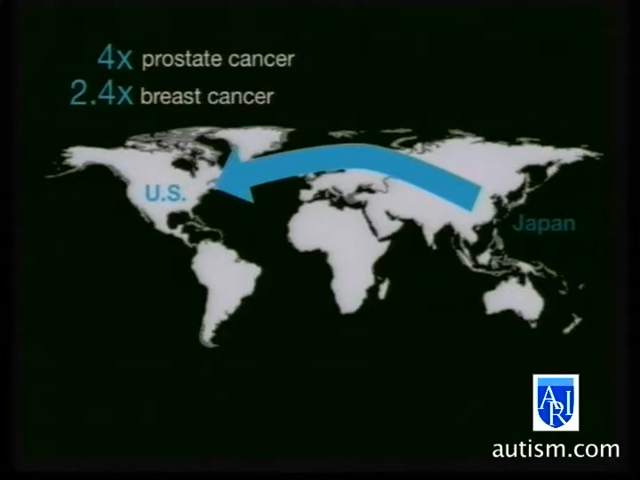 4x prostate cancer
2.4x breast cancer
U.S.
Japan
ARI
autism.com